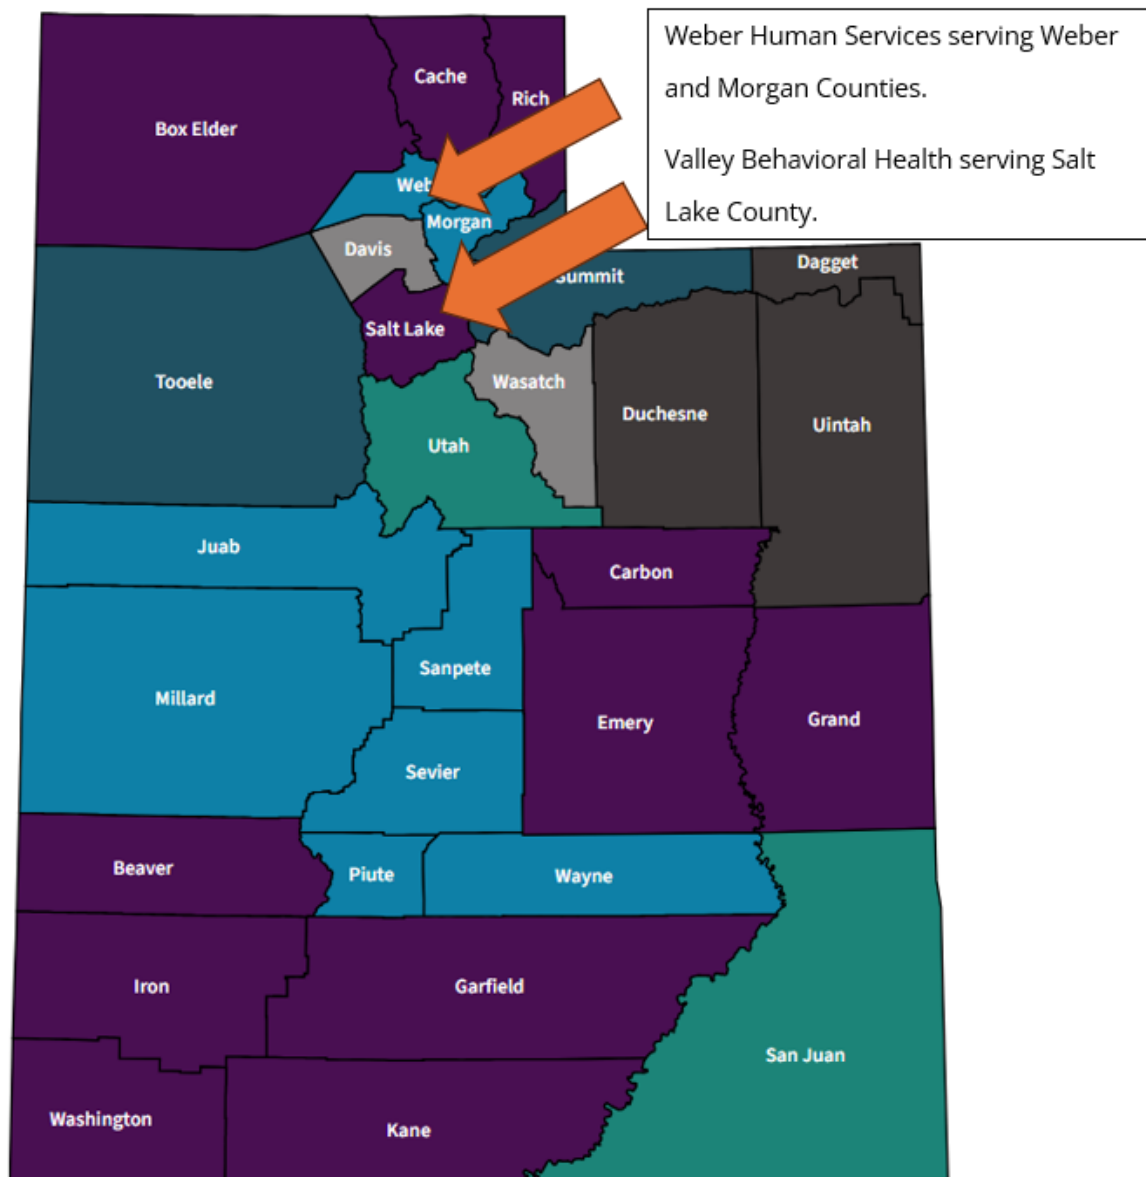 Weber Human Services serving Weber
and Morgan Counties.
Valley Behavioral Health serving Salt
Lake County.
Cache
Rich
Box Elder
Web
Morgan
Davis
Summit
Dagget
Salt Lake
Tooele
Wasatch
Duchesne
Uintah
Utah
Juab
Carbon
Sanpete
Millard
Emery
Grand
Sevier
Beaver
Piute
Wayne
Iron
Garfield
San Juan
Washington
Kane